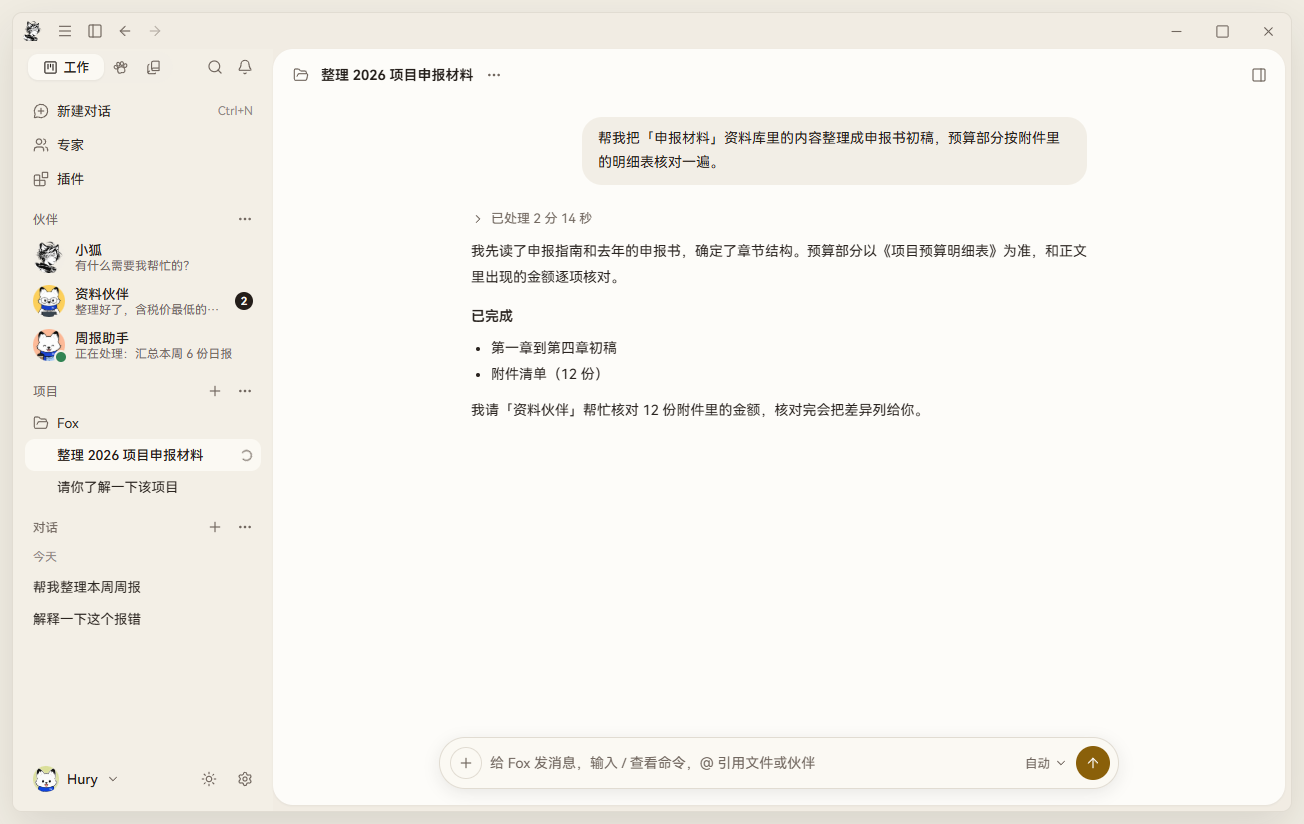 工作
新建对话 Ctrl+N
专家
插件
伙伴
小狐
有什么需要我帮忙的?
资料伙伴
整理好了，含税价最低的… 2
周报助手
正在处理：汇总本周 6 份日报
项目
Fox
整理 2026 项目申报材料
请你了解一下该项目
对话
今天
帮我整理本周周报
解释一下这个报错
Hury
整理 2026 项目申报材料
帮我把「申报材料」资料库里的内容整理成申报书初稿，预算部分按附件里
的明细表核对一遍。
已处理 2 分 14 秒
我先读了申报指南和去年的申报书，确定了章节结构。预算部分以《项目预算明细表》为准，和正文
里出现的金额逐项核对。
已完成
• 第一章到第四章初稿
• 附件清单（12 份）
我请「资料伙伴」帮忙核对 12 份附件里的金额，核对完会把差异列给你。
给 Fox 发消息，输入 / 查看命令，@ 引用文件或伙伴 自动